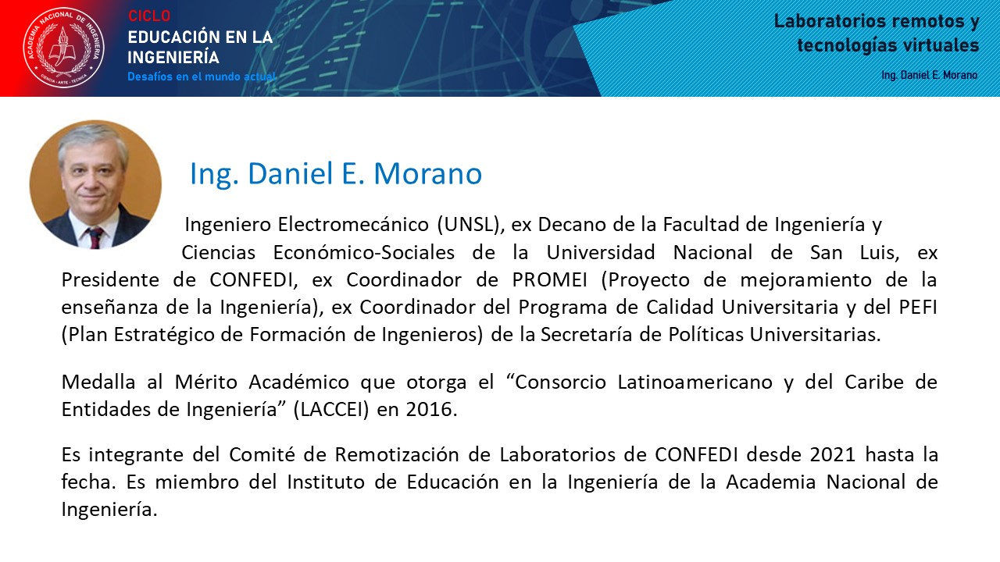 ACADEMIA NACIONAL DE INGENIERÍA
CIENCIA - ARTE - TECNICA
CICLO
EDUCACIÓN EN LA
INGENIERÍA
Desafíos en el mundo actual
Laboratorios remotos y
tecnologías virtuales
Ing. Daniel E. Morano
Ing. Daniel E. Morano
Ingeniero Electromecánico (UNSL), ex Decano de la Facultad de Ingeniería y
Ciencias Económico-Sociales de la Universidad Nacional de San Luis, ex
Presidente de CONFEDI, ex Coordinador de PROMEI (Proyecto de mejoramiento de la
enseñanza de la Ingeniería), ex Coordinador del Programa de Calidad Universitaria y del PEFI
(Plan Estratégico de Formación de Ingenieros) de la Secretaría de Políticas Universitarias.
Medalla al Mérito Académico que otorga el “Consorcio Latinoamericano y del Caribe de
Entidades de Ingeniería” (LACCEI) en 2016.
Es integrante del Comité de Remotización de Laboratorios de CONFEDI desde 2021 hasta la
fecha. Es miembro del Instituto de Educación en la Ingeniería de la Academia Nacional de
Ingeniería.